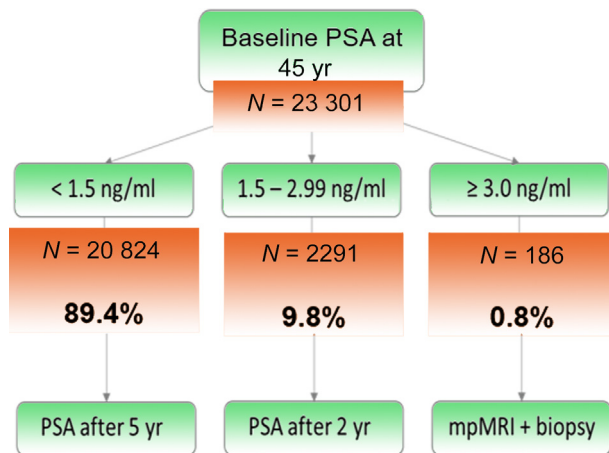 Baseline PSA at
45 yr
N = 23 301
< 1.5 ng/ml
1.5 – 2.99 ng/ml
≥ 3.0 ng/ml
N = 20 824
N = 2291
N = 186
89.4%
9.8%
0.8%
PSA after 5 yr
PSA after 2 yr
mpMRI + biopsy